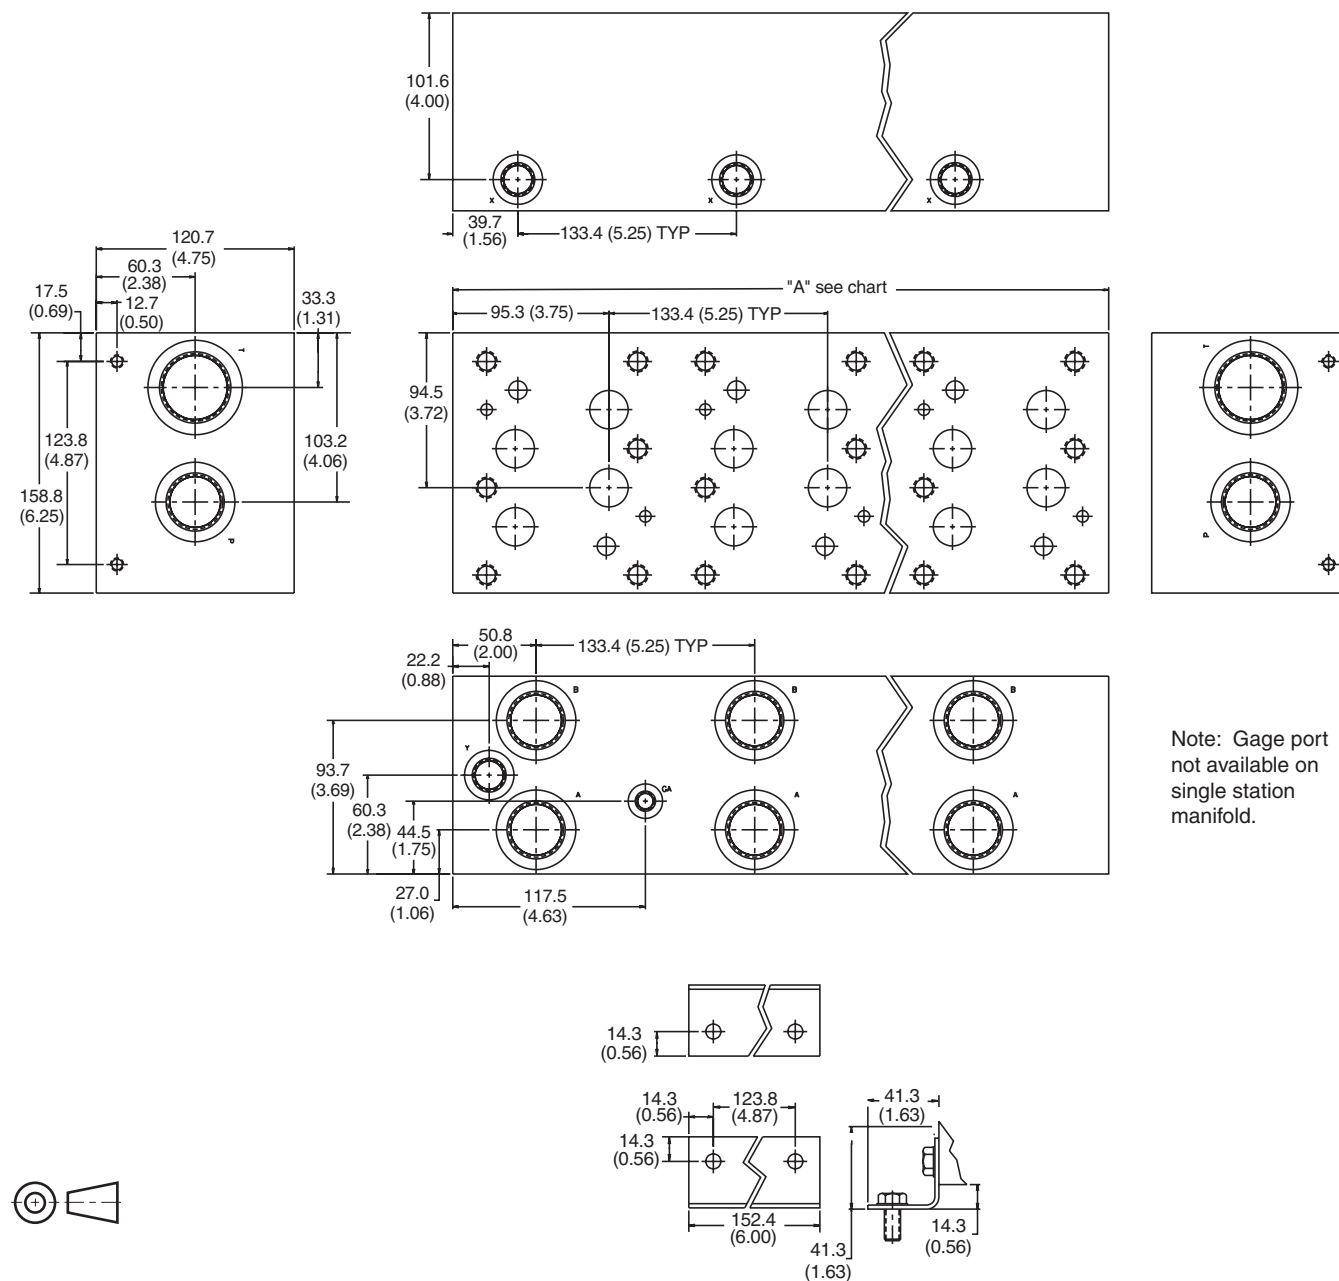 101.6
(4.00)
X
X
X
39.7
(1.56)
133.4 (5.25) TYP
120.7
(4.75)
60.3
(2.38)
17.5
(0.69)
12.7
(0.50)
33.3
(1.31)
T
123.8
(4.87)
103.2
(4.06)
158.8
(6.25)
P
"A" see chart
95.3 (3.75)
133.4 (5.25) TYP
94.5
(3.72)
T
P
50.8
(2.00)
133.4 (5.25) TYP
22.2
(0.88)
B
B
B
Y
93.7
(3.69)
60.3
(2.38)
44.5
(1.75)
A
GA
A
A
27.0
(1.06)
117.5
(4.63)
Note: Gage port
not available on
single station
manifold.
14.3
(0.56)
14.3
(0.56)
123.8
(4.87)
14.3
(0.56)
152.4
(6.00)
41.3
(1.63)
41.3
(1.63)
14.3
(0.56)